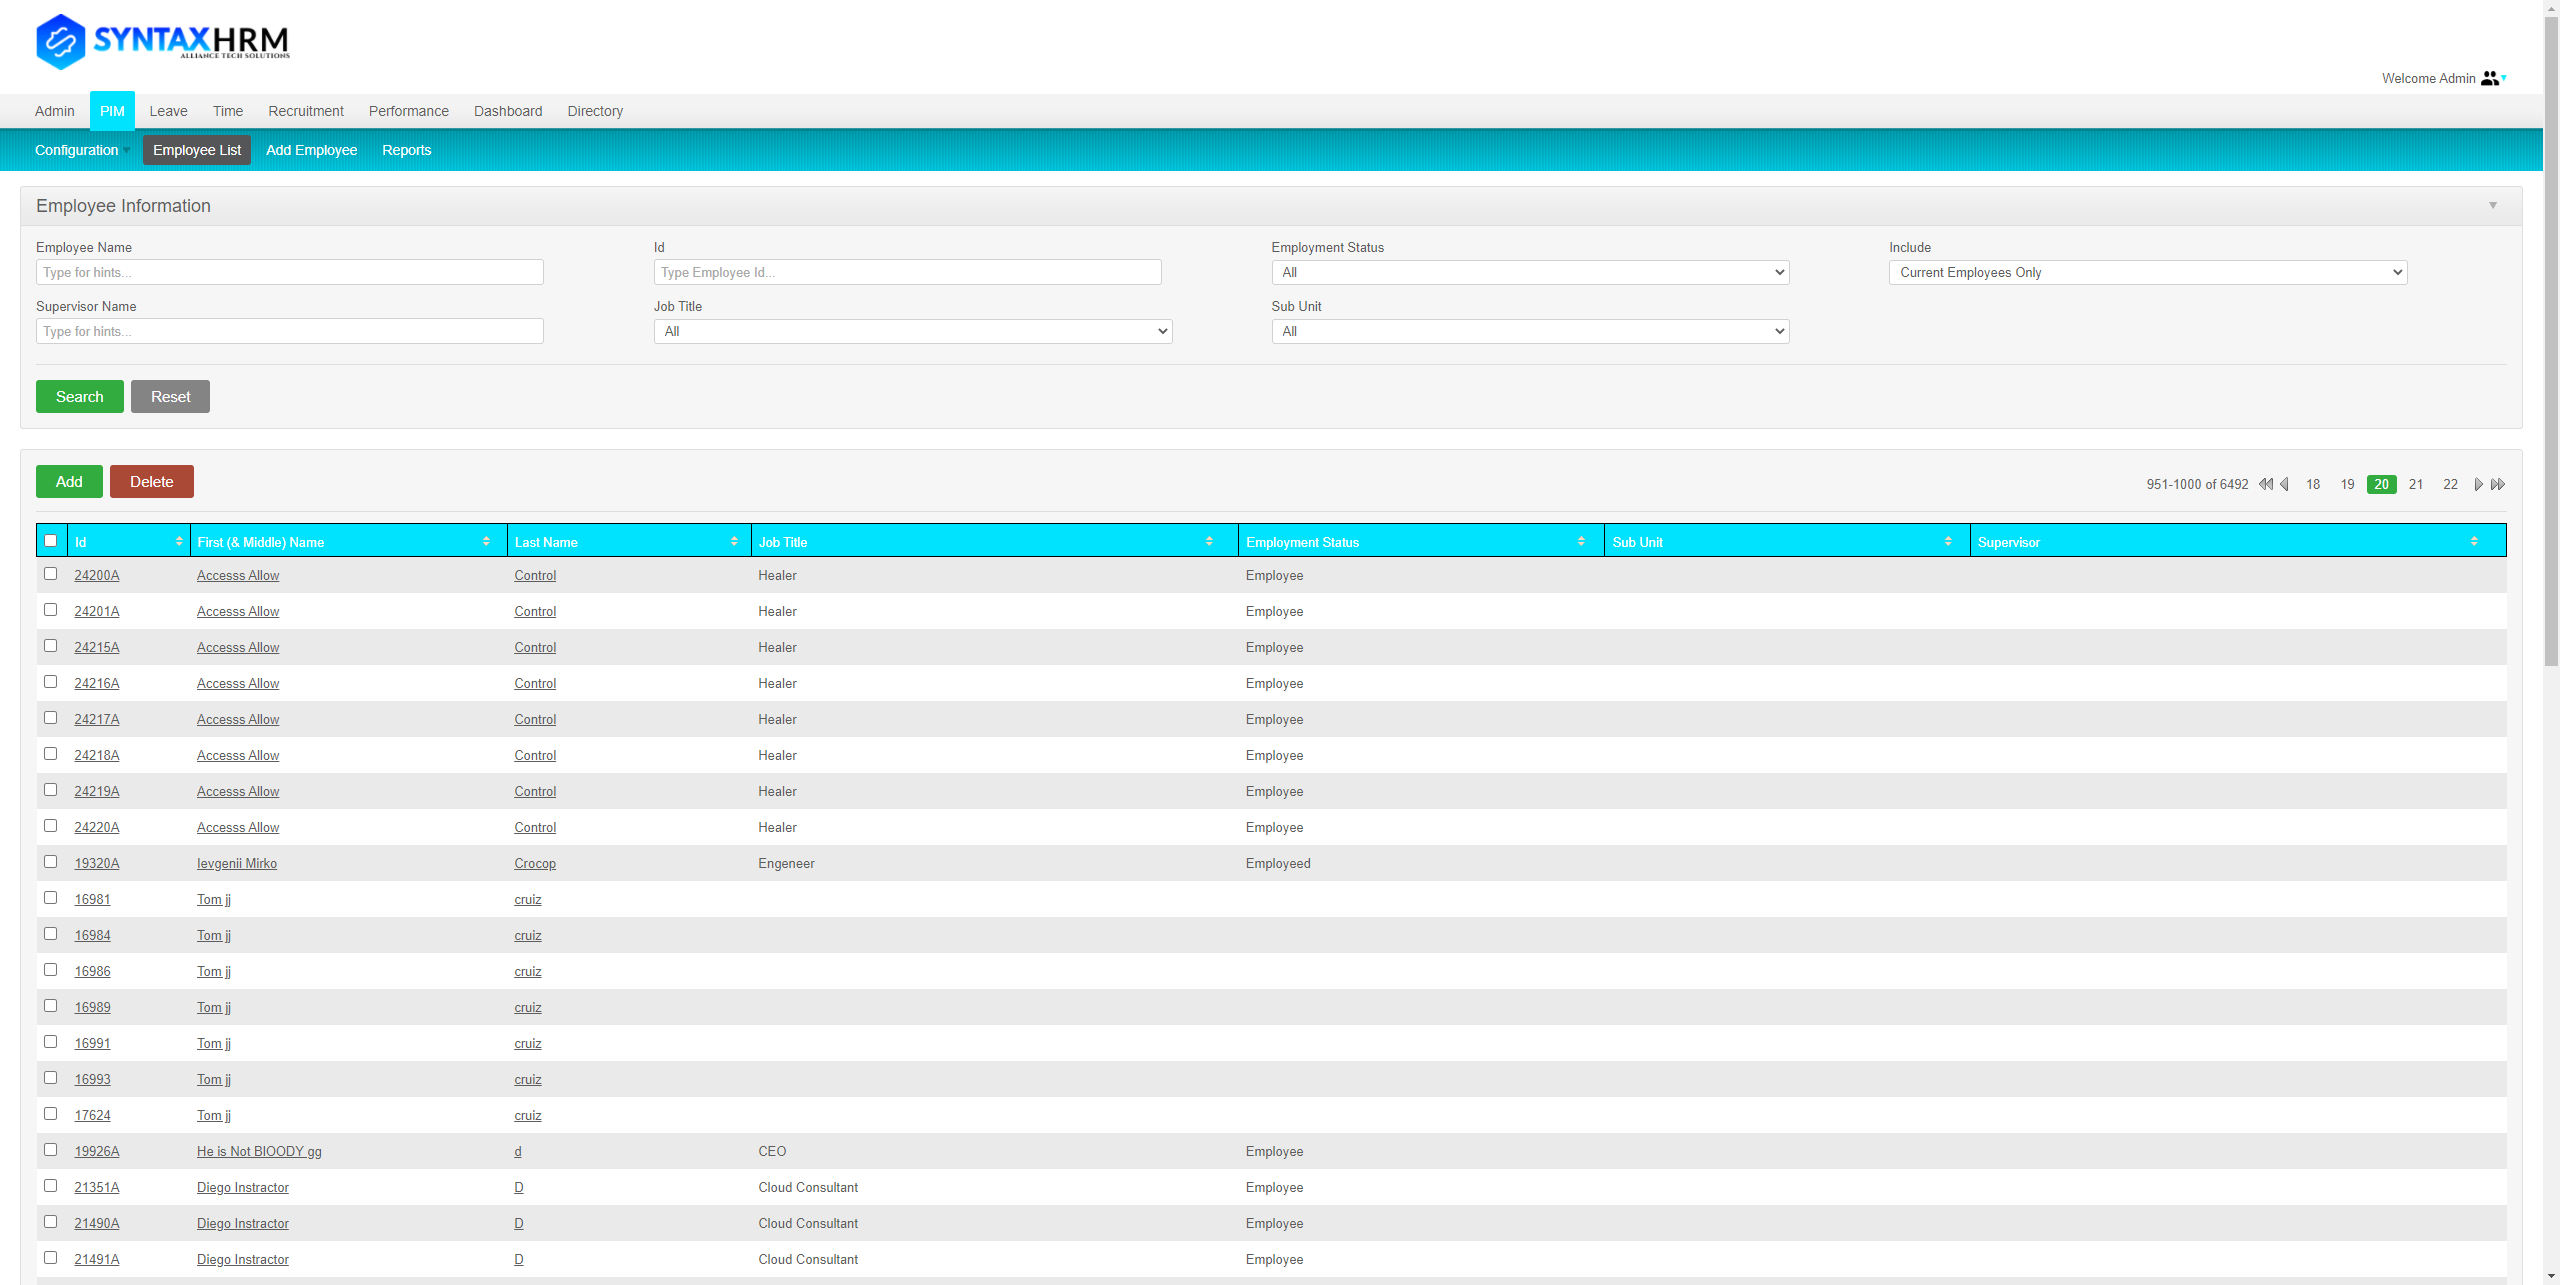 SYNTAXHRM
ALLIANCE TECH SOLUTIONS
Welcome Admin
Admin PIM Leave Time Recruitment Performance Dashboard Directory
Configuration Employee List Add Employee Reports
Employee Information
Employee Name Id Employment Status Include
Type for hints... Type Employee Id... All Current Employees Only
Supervisor Name Job Title Sub Unit
Type for hints... All All
Search Reset
Add Delete 951-1000 of 6492 18 19 20 21 22
Id First (& Middle) Name Last Name Job Title Employment Status Sub Unit Supervisor
24200A Accesss Allow Control Healer Employee
24201A Accesss Allow Control Healer Employee
24215A Accesss Allow Control Healer Employee
24216A Accesss Allow Control Healer Employee
24217A Accesss Allow Control Healer Employee
24218A Accesss Allow Control Healer Employee
24219A Accesss Allow Control Healer Employee
24220A Accesss Allow Control Healer Employee
19320A Ievgenii Mirko Crocop Engeneer Employeed
16981 Tom jj cruiz
16984 Tom jj cruiz
16986 Tom jj cruiz
16989 Tom jj cruiz
16991 Tom jj cruiz
16993 Tom jj cruiz
17624 Tom jj cruiz
19926A He is Not BlOODY gg d CEO Employee
21351A Diego Instractor D Cloud Consultant Employee
21490A Diego Instractor D Cloud Consultant Employee
21491A Diego Instractor D Cloud Consultant Employee